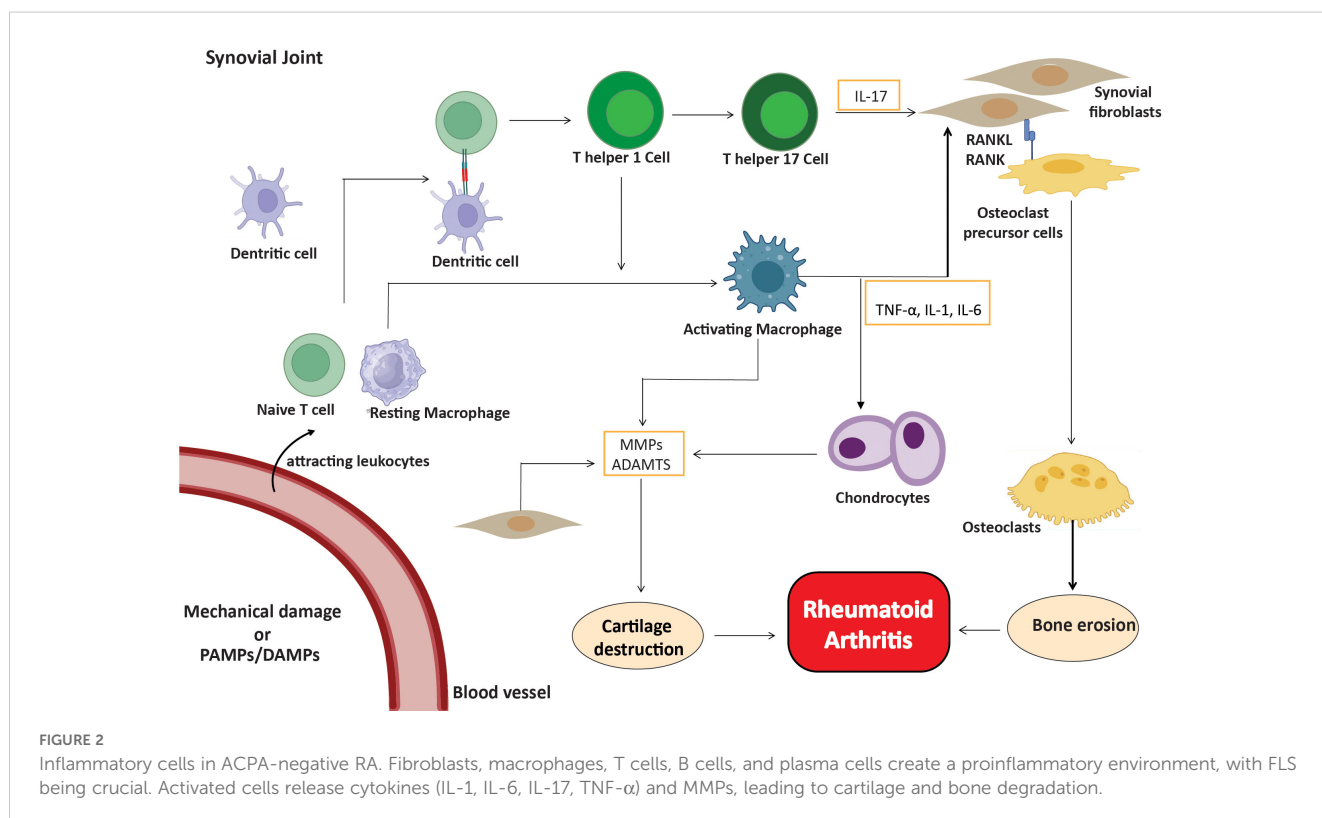 Synovial Joint
IL-17
Synovial
fibroblasts
T helper 1 Cell
T helper 17 Cell
RANKL
RANK
Dentritic cell
Dentritic cell
Osteoclast
precursor cells
TNF-α, IL-1, IL-6
Activating Macrophage
Naive T cell
Resting Macrophage
attracting leukocytes
MMPs
ADAMTS
Chondrocytes
Osteoclasts
Mechanical damage
or
PAMPs/DAMPs
Cartilage
destruction
Rheumatoid
Arthritis
Bone erosion
Blood vessel
FIGURE 2
Inflammatory cells in ACPA-negative RA. Fibroblasts, macrophages, T cells, B cells, and plasma cells create a proinflammatory environment, with FLS
being crucial. Activated cells release cytokines (IL-1, IL-6, IL-17, TNF-α) and MMPs, leading to cartilage and bone degradation.